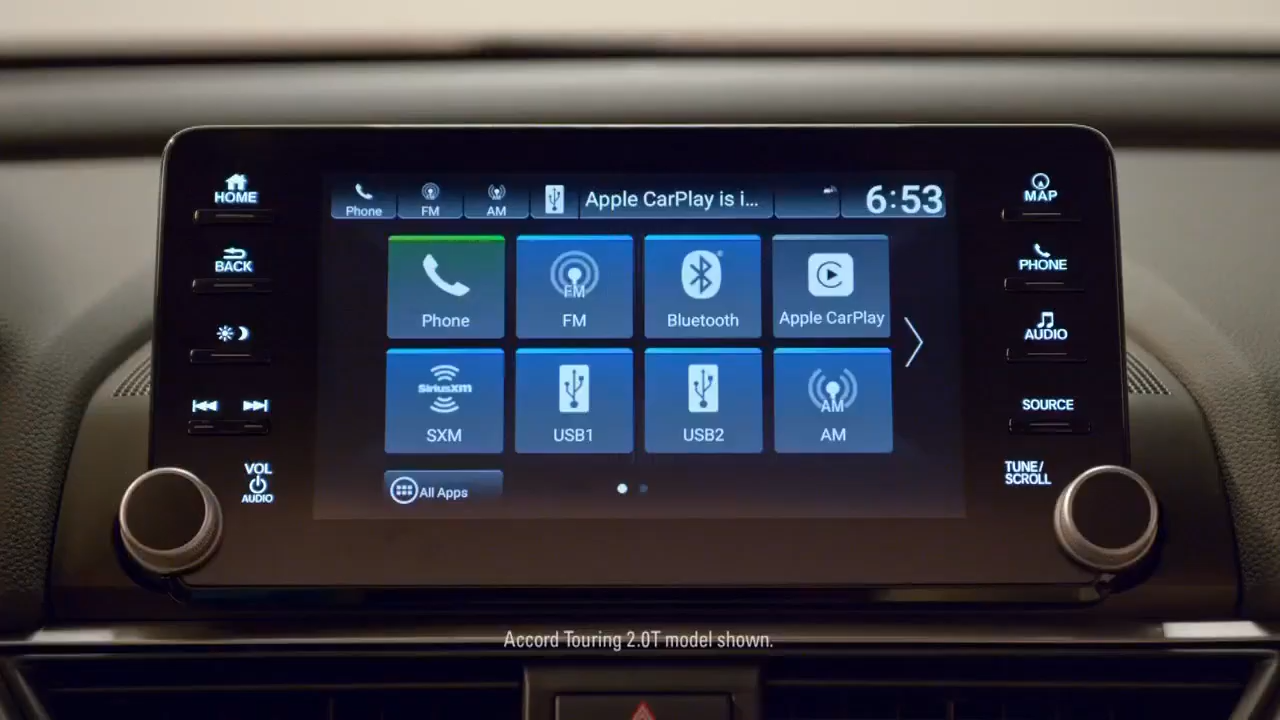 HOME
BACK
VOL
AUDIO
Phone
FM
AM
Apple CarPlay is i...
6:53
Phone
FM
FM
Bluetooth
Apple CarPlay
SiriusXM
SXM
USB1
USB2
AM
AM
All Apps
MAP
PHONE
AUDIO
SOURCE
TUNE/
SCROLL
Accord Touring 2.0T model shown.